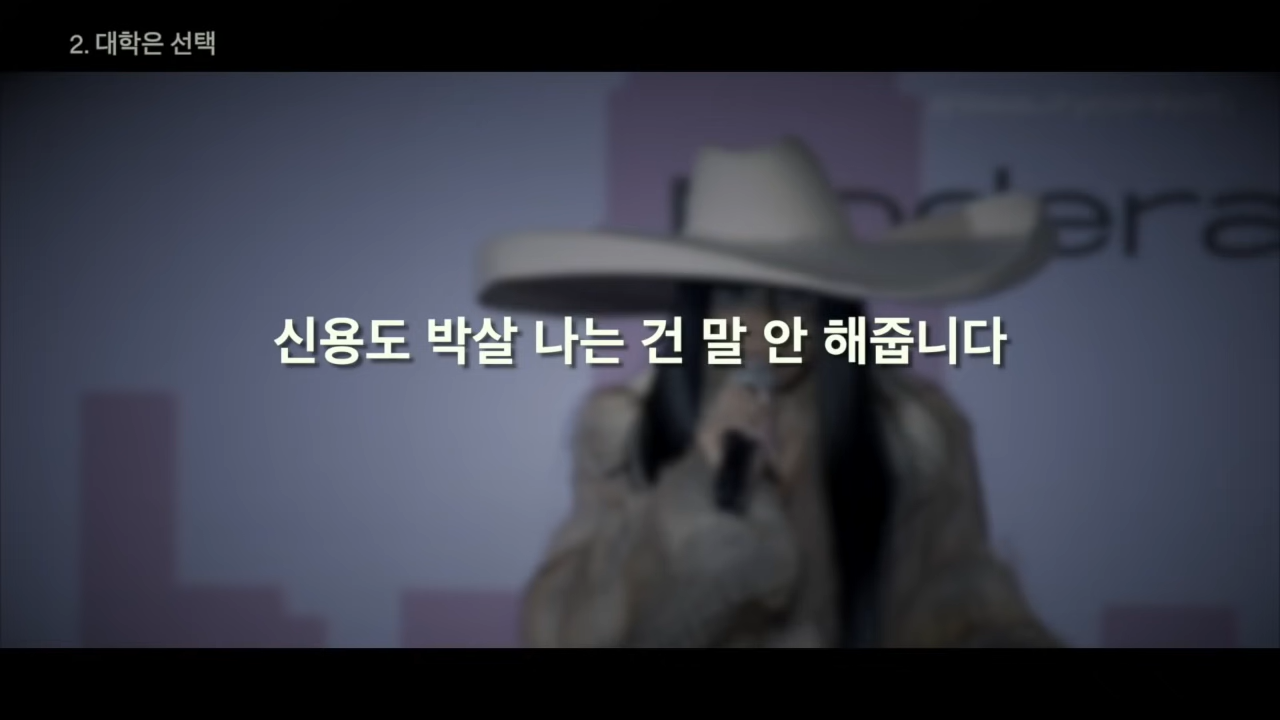 2. 대학은 선택
신용도 박살 나는 건 말 안 해줍니다